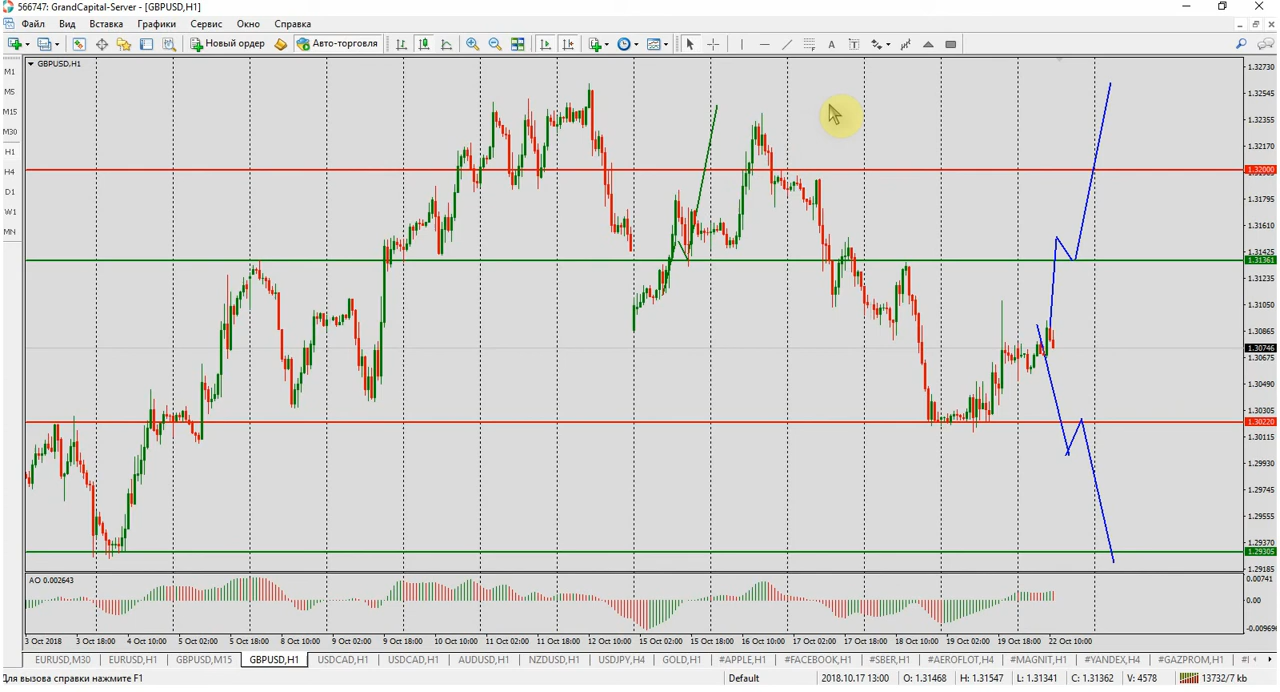 566747: GrandCapital-Server - [GBPUSD,H1]
Файл Вид Вставка Графики Сервис Окно Справка
Новый ордер Авто-торговля
GBPUSD,H1
M1
M5
M15
M30
H1
H4
D1
W1
MN
1.32730
1.32545
1.32355
1.32170
1.32000
1.31795
1.31610
1.31425
1.31361
1.31235
1.31050
1.30865
1.30746
1.30675
1.30490
1.30305
1.30220
1.30115
1.29930
1.29745
1.29555
1.29370
1.29305
1.29185
AO 0.002643
0.00741
0.00
3 Oct 2018 3 Oct 18:00 4 Oct 10:00 5 Oct 02:00 5 Oct 18:00 8 Oct 10:00 9 Oct 02:00 9 Oct 18:00 10 Oct 10:00 11 Oct 02:00 11 Oct 18:00 12 Oct 10:00 15 Oct 02:00 15 Oct 18:00 16 Oct 10:00 17 Oct 02:00 17 Oct 18:00 18 Oct 10:00 19 Oct 02:00 19 Oct 18:00 22 Oct 10:00
EURUSD,M30 EURUSD,H1 GBPUSD,M15 GBPUSD,H1 USDCAD,H1 USDCAD,H1 AUDUSD,H1 NZDUSD,H1 USDJPY,H4 GOLD,H1 #APPLE,H1 #FACEBOOK,H1 #SBER,H1 #AEROFLOT,H4 #MAGNIT,H1 #YANDEX,H4 #GAZPROM,H1
Для вызова справки нажмите F1 Default 2018.10.17 13:00 O: 1.31468 H: 1.31547 L: 1.31341 C: 1.31362 V: 4578 13732/7 kb